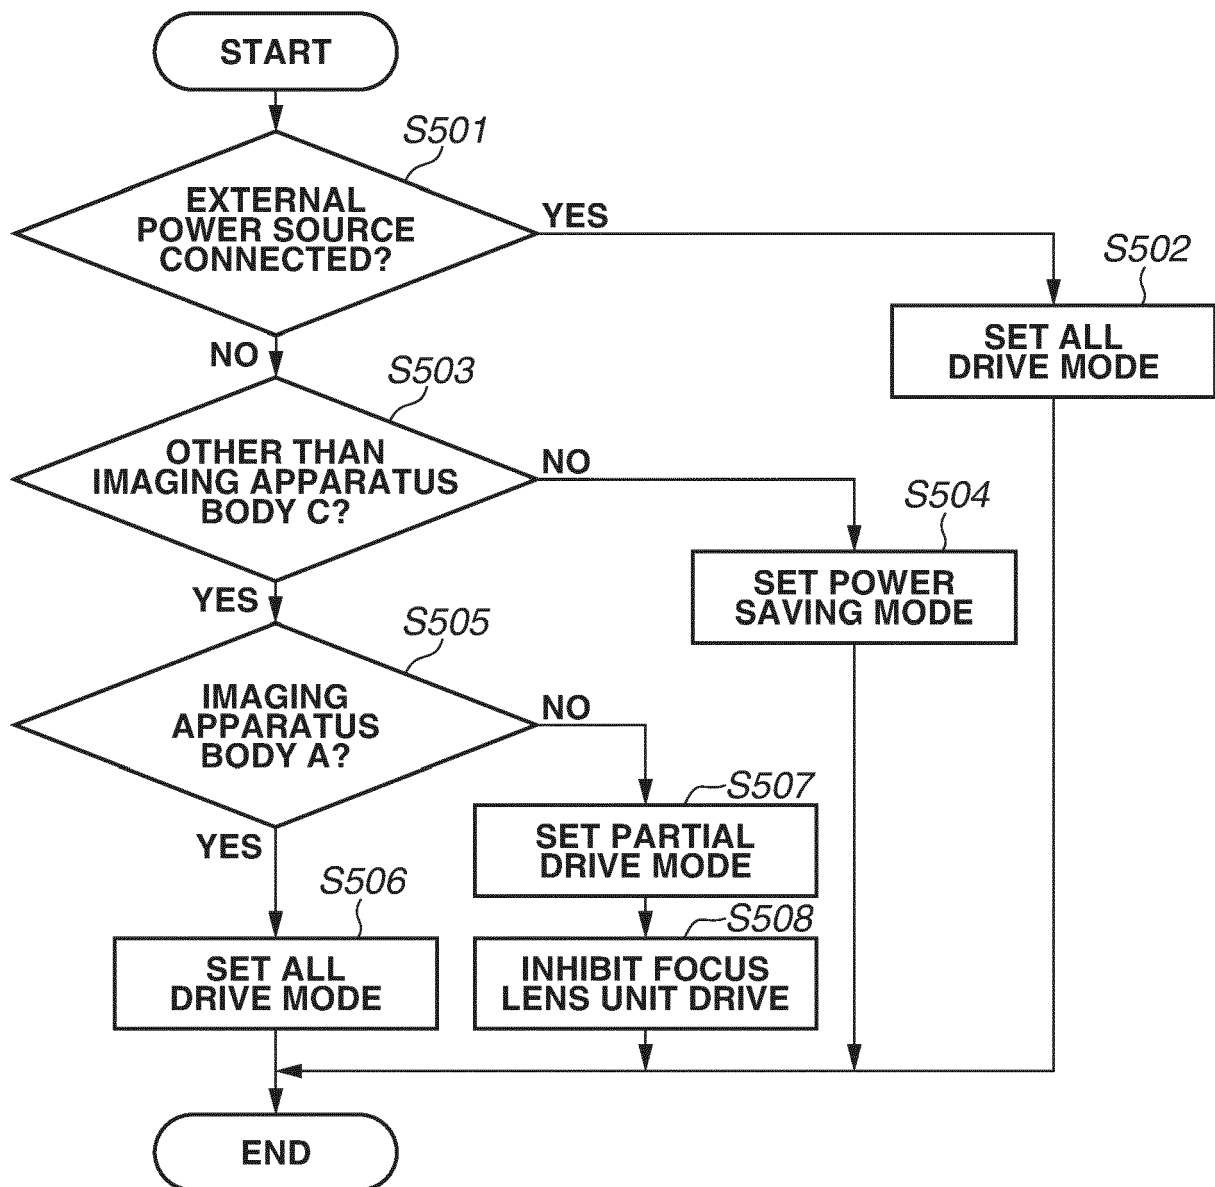 START
S501
EXTERNAL
POWER SOURCE
CONNECTED?
YES
S502
SET ALL
DRIVE MODE
NO
S503
OTHER THAN
IMAGING APPARATUS
BODY C?
NO
S504
SET POWER
SAVING MODE
YES
S505
IMAGING
APPARATUS
BODY A?
NO
S507
SET PARTIAL
DRIVE MODE
YES
S506
SET ALL
DRIVE MODE
S508
INHIBIT FOCUS
LENS UNIT DRIVE
END